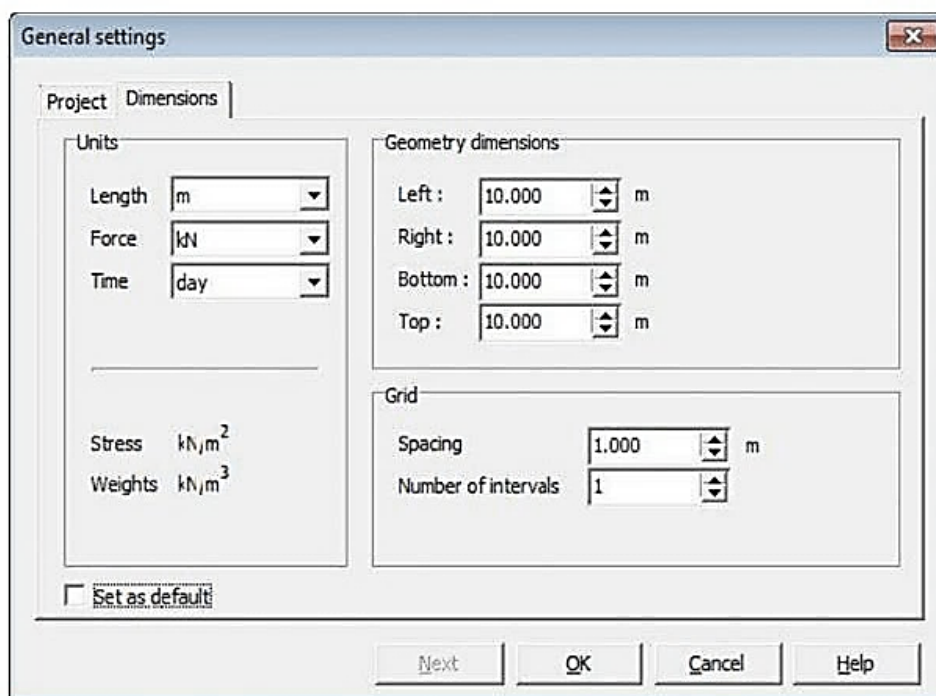 General settings
Project Dimensions
Units
Length m
Force kN
Time day
Stress kN/m²
Weights kN/m³
Geometry dimensions
Left : 10.000 m
Right : 10.000 m
Bottom : 10.000 m
Top : 10.000 m
Grid
Spacing 1.000 m
Number of intervals 1
Set as default
Next OK Cancel Help